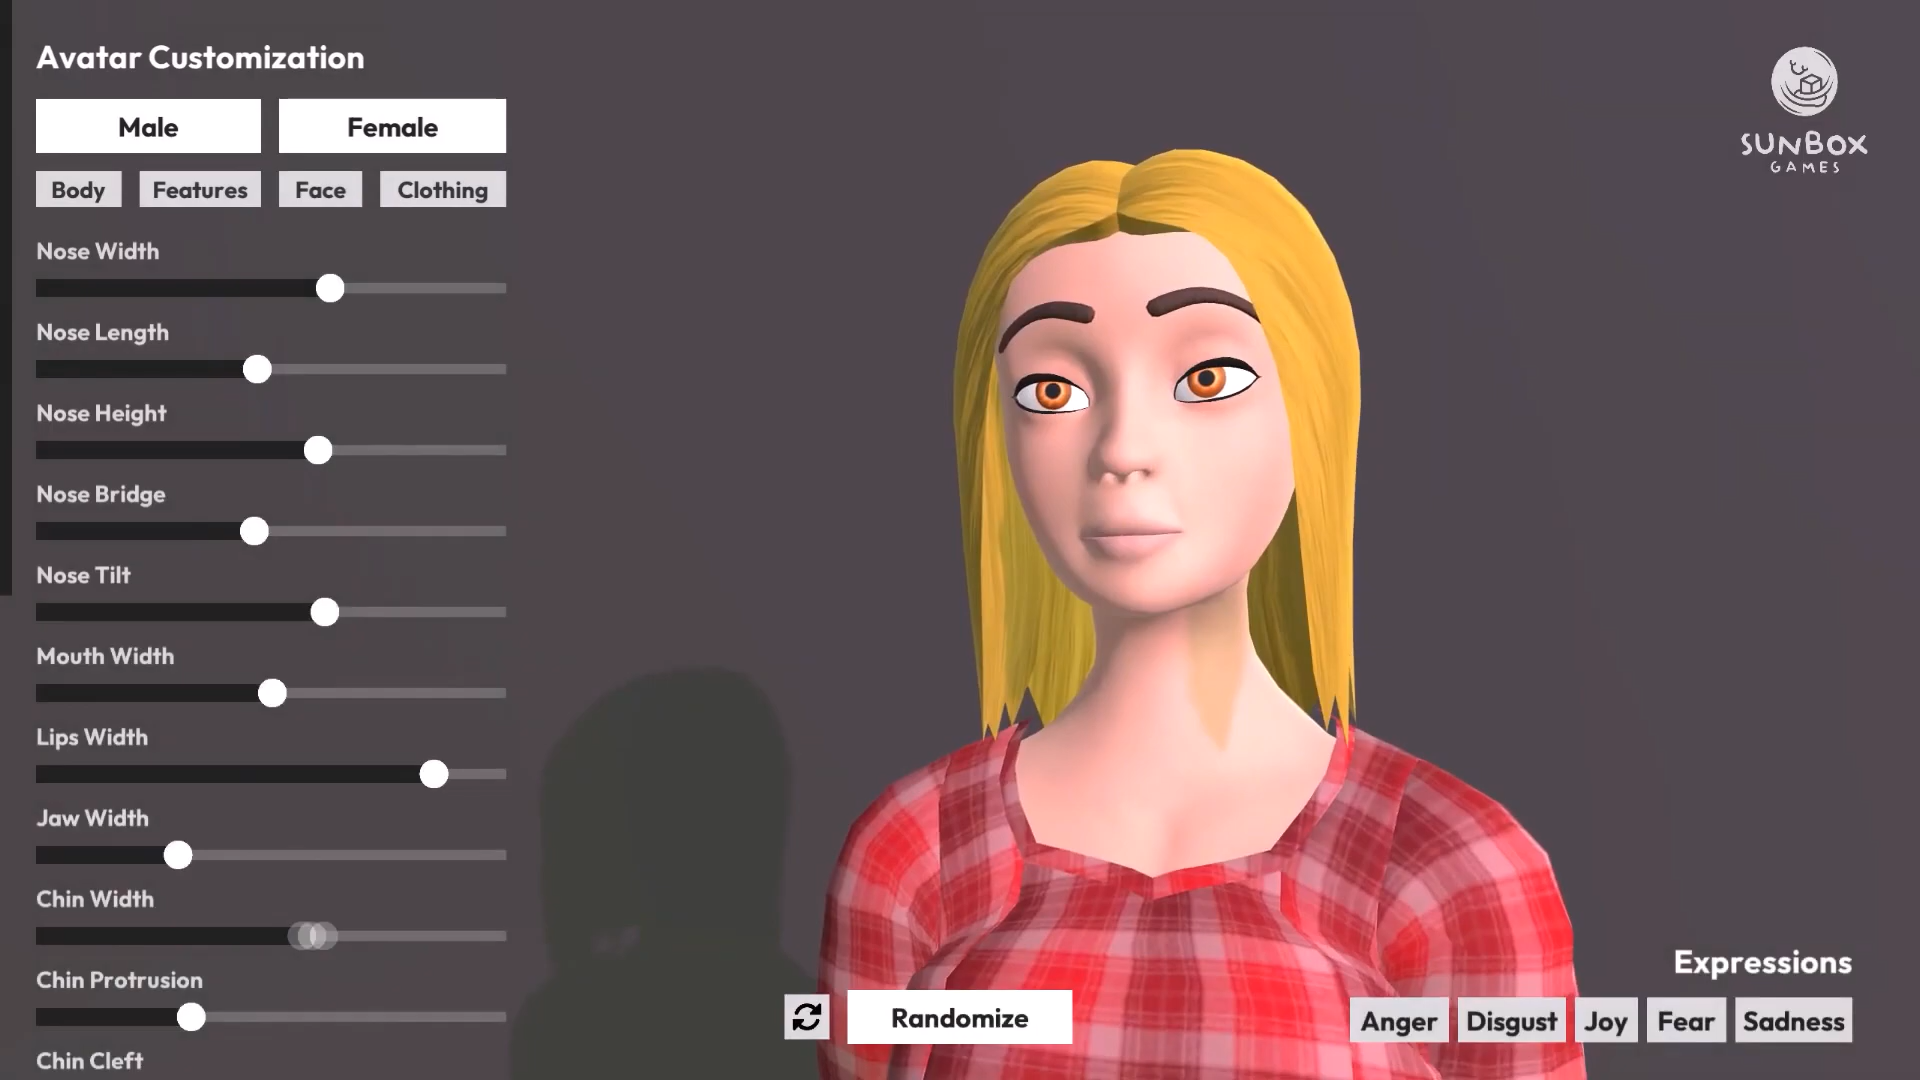 Avatar Customization
Male Female
Body Features Face Clothing
Nose Width
Nose Length
Nose Height
Nose Bridge
Nose Tilt
Mouth Width
Lips Width
Jaw Width
Chin Width
Chin Protrusion
Chin Cleft
SUNBOX
GAMES
Randomize
Expressions
Anger Disgust Joy Fear Sadness